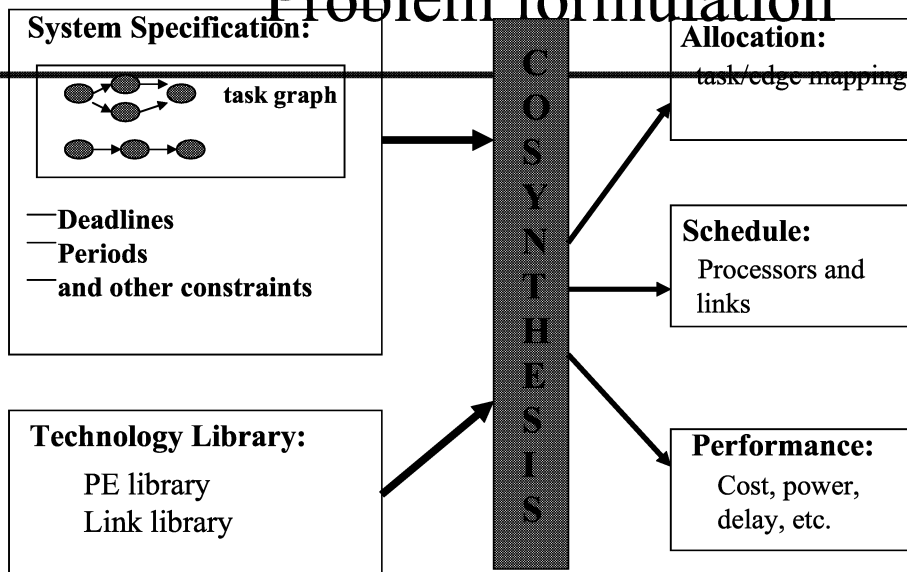 Problem formulation
System Specification:
task graph
Deadlines
Periods
and other constraints
Technology Library:
PE library
Link library
C
O
S
Y
N
T
H
E
S
I
S
Allocation:
task/edge mapping
Schedule:
Processors and
links
Performance:
Cost, power,
delay, etc.